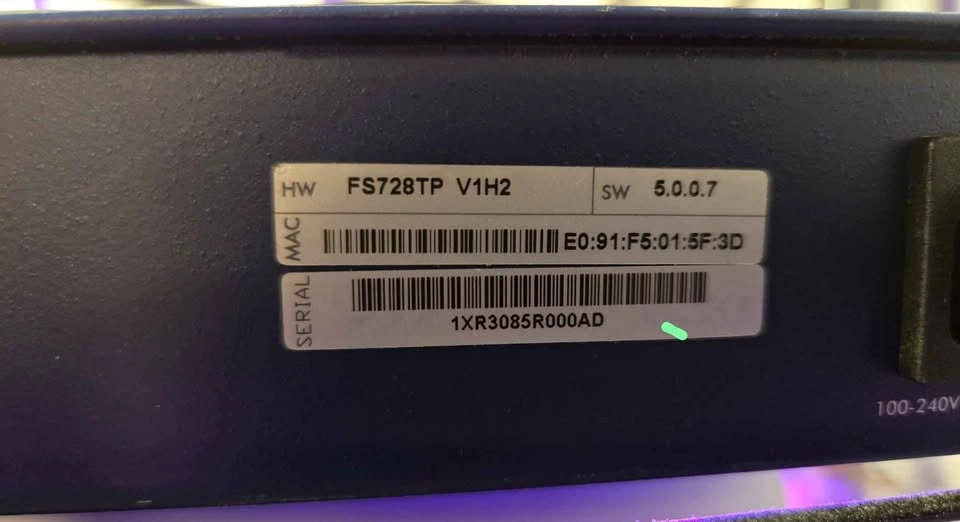 HW FS728TP V1H2 SW 5.0.0.7
MAC E0:91:F5:01:5F:3D
SERIAL
1XR3085R000AD
100-240V